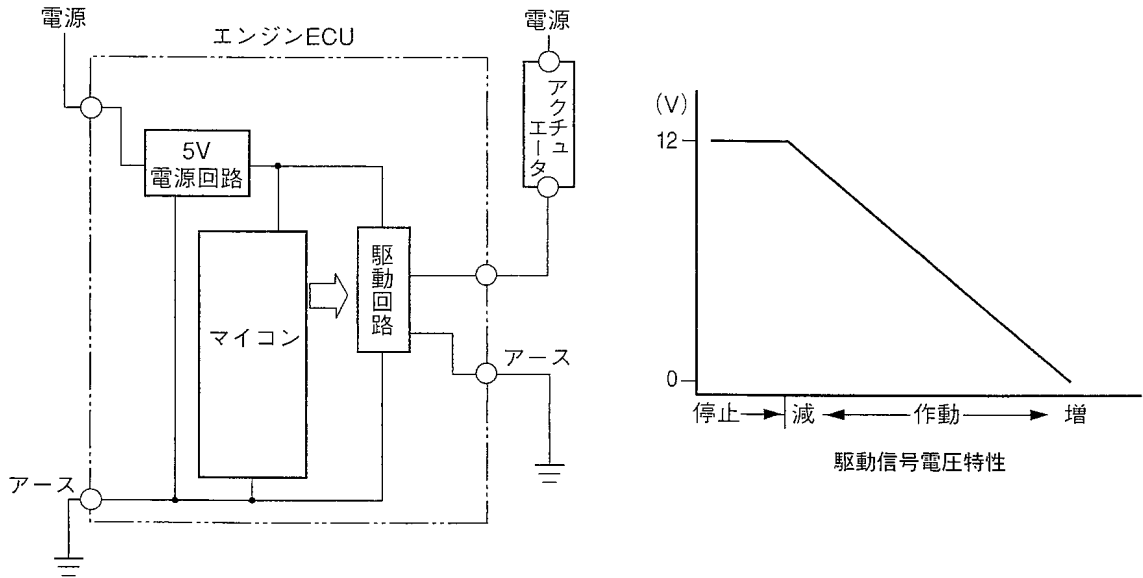 電源
エンジンECU
5V
電源回路
マイコン
駆動回路
アース
アース
電源
アクチュ
エータ
(V)
12
0
停止
減
作動
増
駆動信号電圧特性